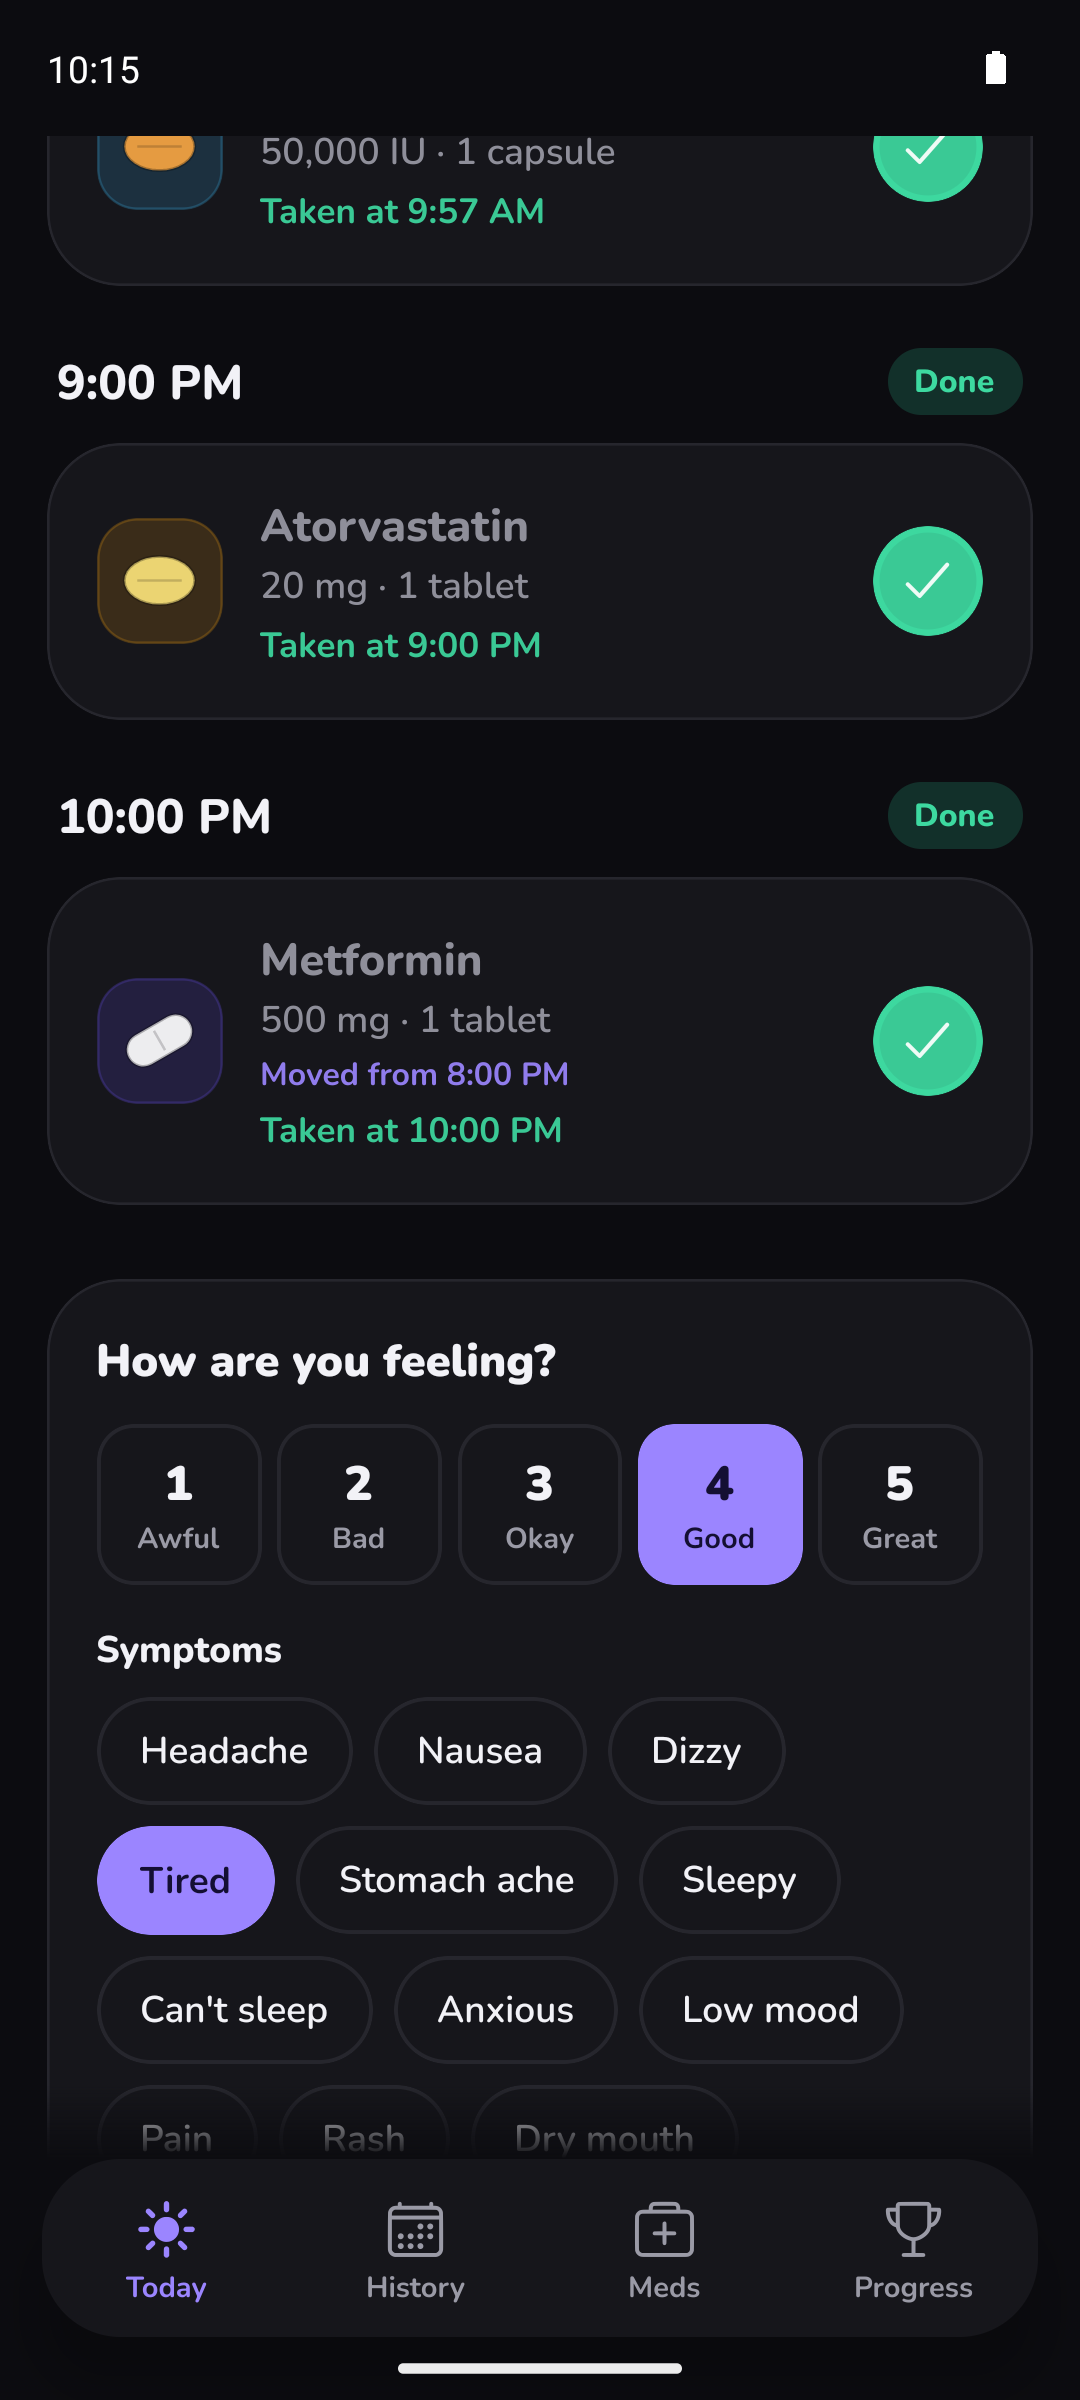 10:15
50,000 IU · 1 capsule
Taken at 9:57 AM
9:00 PM
Done
Atorvastatin
20 mg · 1 tablet
Taken at 9:00 PM
10:00 PM
Done
Metformin
500 mg · 1 tablet
Moved from 8:00 PM
Taken at 10:00 PM
How are you feeling?
1 2 3 4 5
Awful Bad Okay Good Great
Symptoms
Headache Nausea Dizzy
Tired Stomach ache Sleepy
Can't sleep Anxious Low mood
Pain Rash Dry mouth
Today History Meds Progress